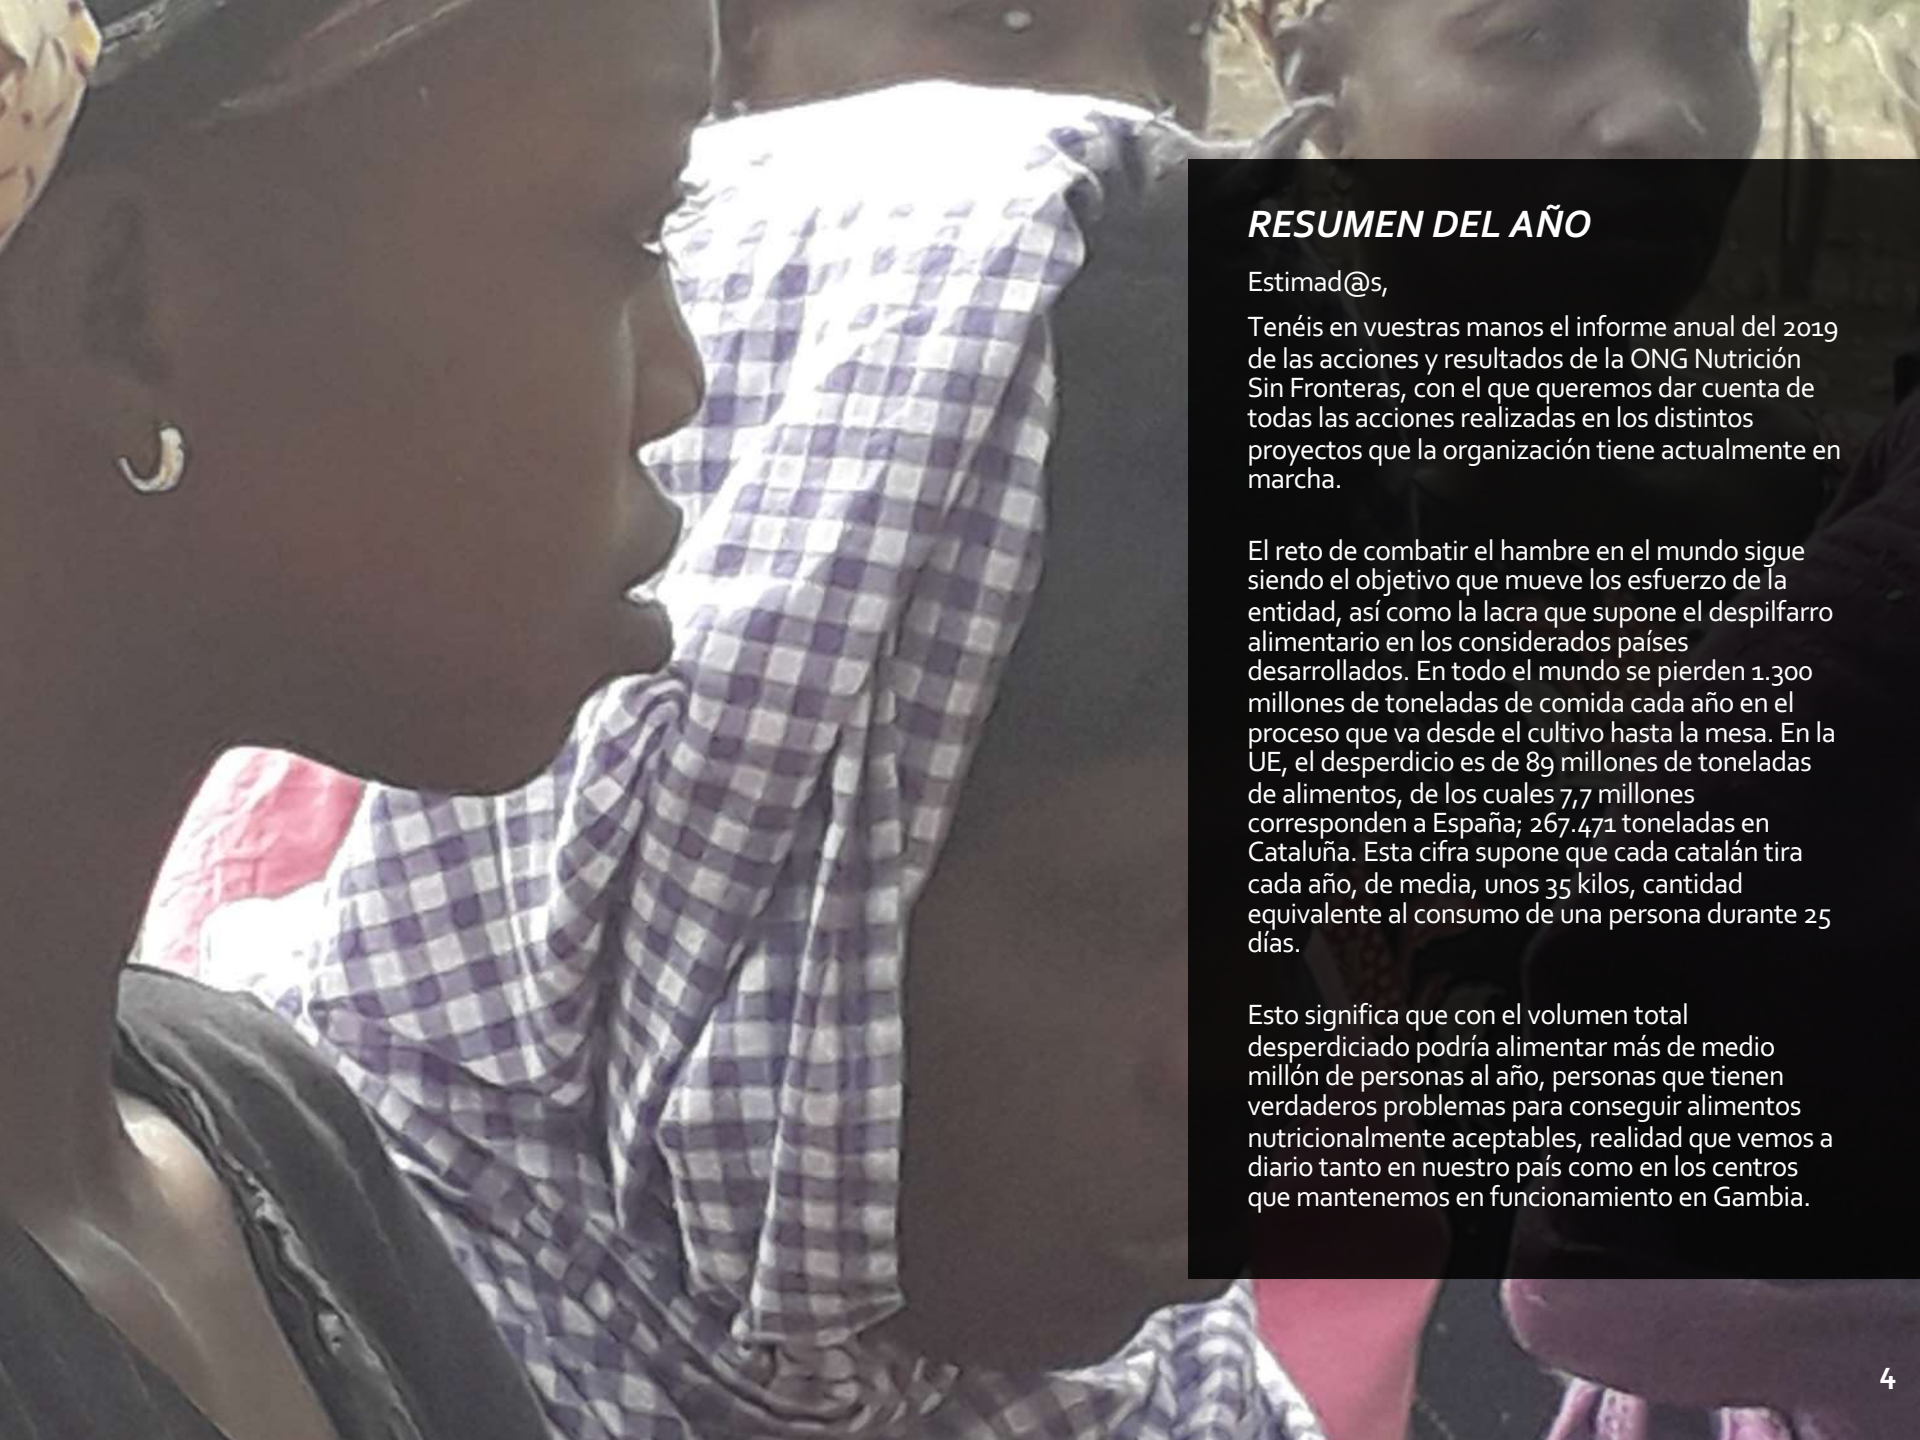 RESUMEN DEL AÑO
Estimad@s,
Tenéis en vuestras manos el informe anual del 2019
de las acciones y resultados de la ONG Nutrición
Sin Fronteras, con el que queremos dar cuenta de
todas las acciones realizadas en los distintos
proyectos que la organización tiene actualmente en
marcha.
El reto de combatir el hambre en el mundo sigue
siendo el objetivo que mueve los esfuerzo de la
entidad, así como la lacra que supone el despilfarro
alimentario en los considerados países
desarrollados. En todo el mundo se pierden 1.300
millones de toneladas de comida cada año en el
proceso que va desde el cultivo hasta la mesa. En la
UE, el desperdicio es de 89 millones de toneladas
de alimentos, de los cuales 7,7 millones
corresponden a España; 267.471 toneladas en
Cataluña. Esta cifra supone que cada catalán tira
cada año, de media, unos 35 kilos, cantidad
equivalente al consumo de una persona durante 25
días.
Esto significa que con el volumen total
desperdiciado podría alimentar más de medio
millón de personas al año, personas que tienen
verdaderos problemas para conseguir alimentos
nutricionalmente aceptables, realidad que vemos a
diario tanto en nuestro país como en los centros
que mantenemos en funcionamiento en Gambia.
4